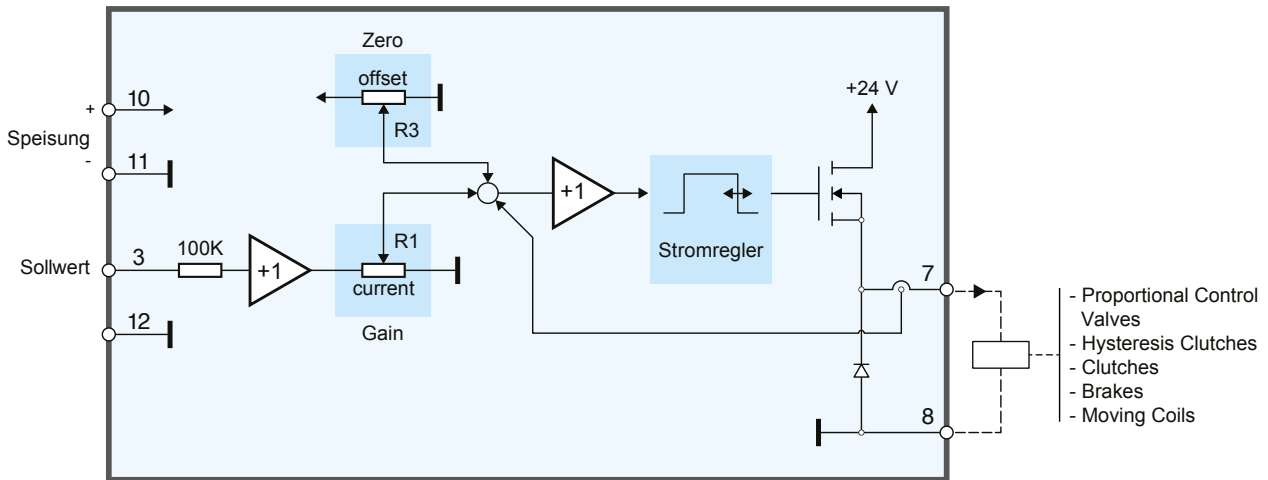 Zero
offset
R3
+ 10
Speisung
- 11
+24 V
+1
Stromregler
Sollwert
3
100K
+1
R1
current
Gain
12
7
8
- Proportional Control
Valves
- Hysteresis Clutches
- Clutches
- Brakes
- Moving Coils